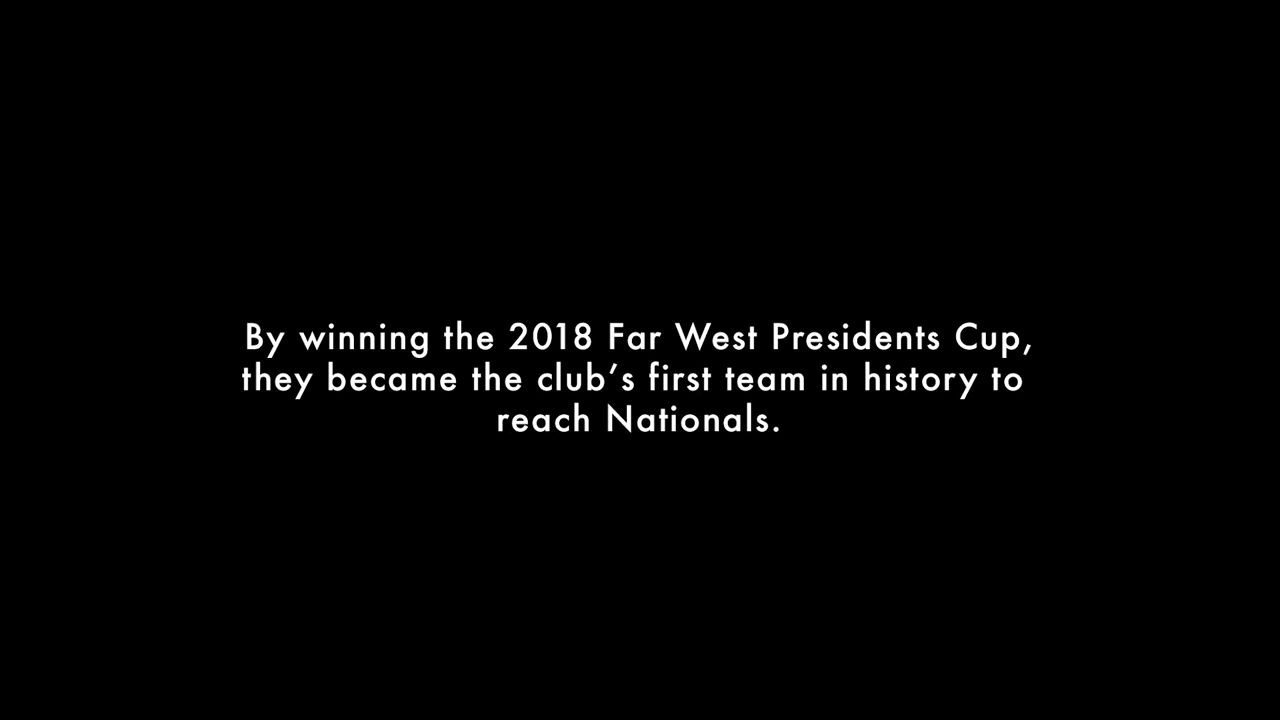 By winning the 2018 Far West Presidents Cup,
they became the club’s first team in history to
reach Nationals.